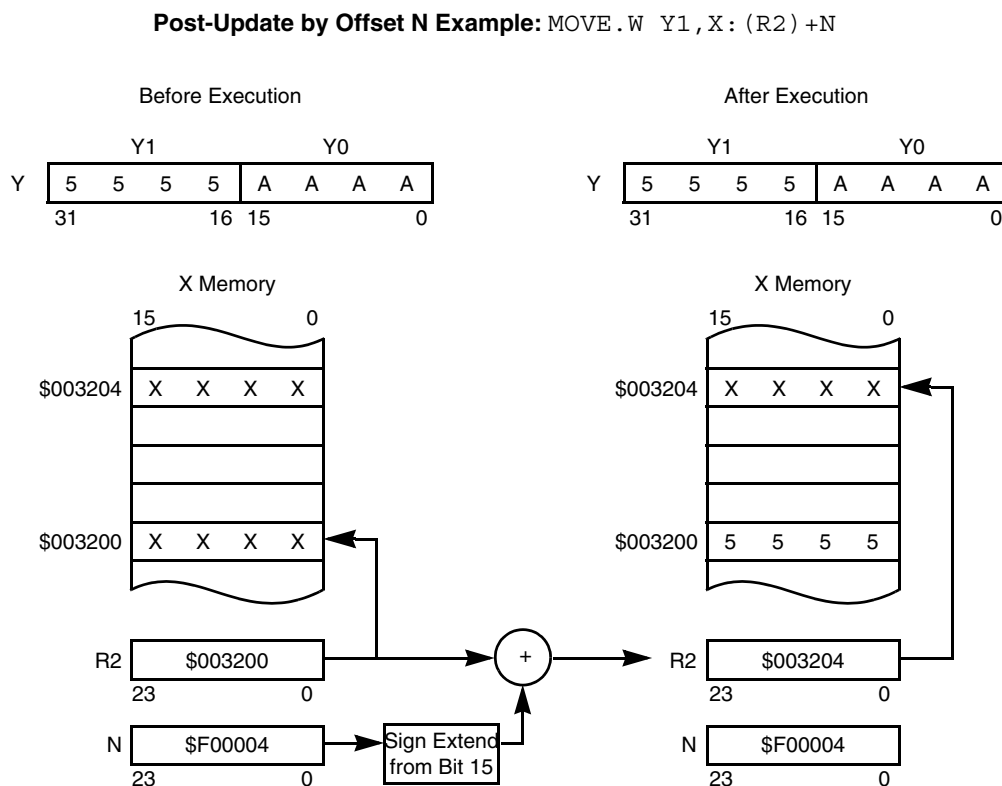 Post-Update by Offset N Example: MOVE.W Y1,X:(R2)+N
Before Execution
After Execution
Y1 Y0
Y1 Y0
Y 5 5 5 5 A A A A
Y 5 5 5 5 A A A A
31 16 15 0
31 16 15 0
X Memory
X Memory
15 0
15 0
$003204 X X X X
$003204 X X X X
$003200 X X X X
$003200 5 5 5 5
R2 $003200
+
R2 $003204
23 0
23 0
N $F00004
Sign Extend
from Bit 15
N $F00004
23 0
23 0